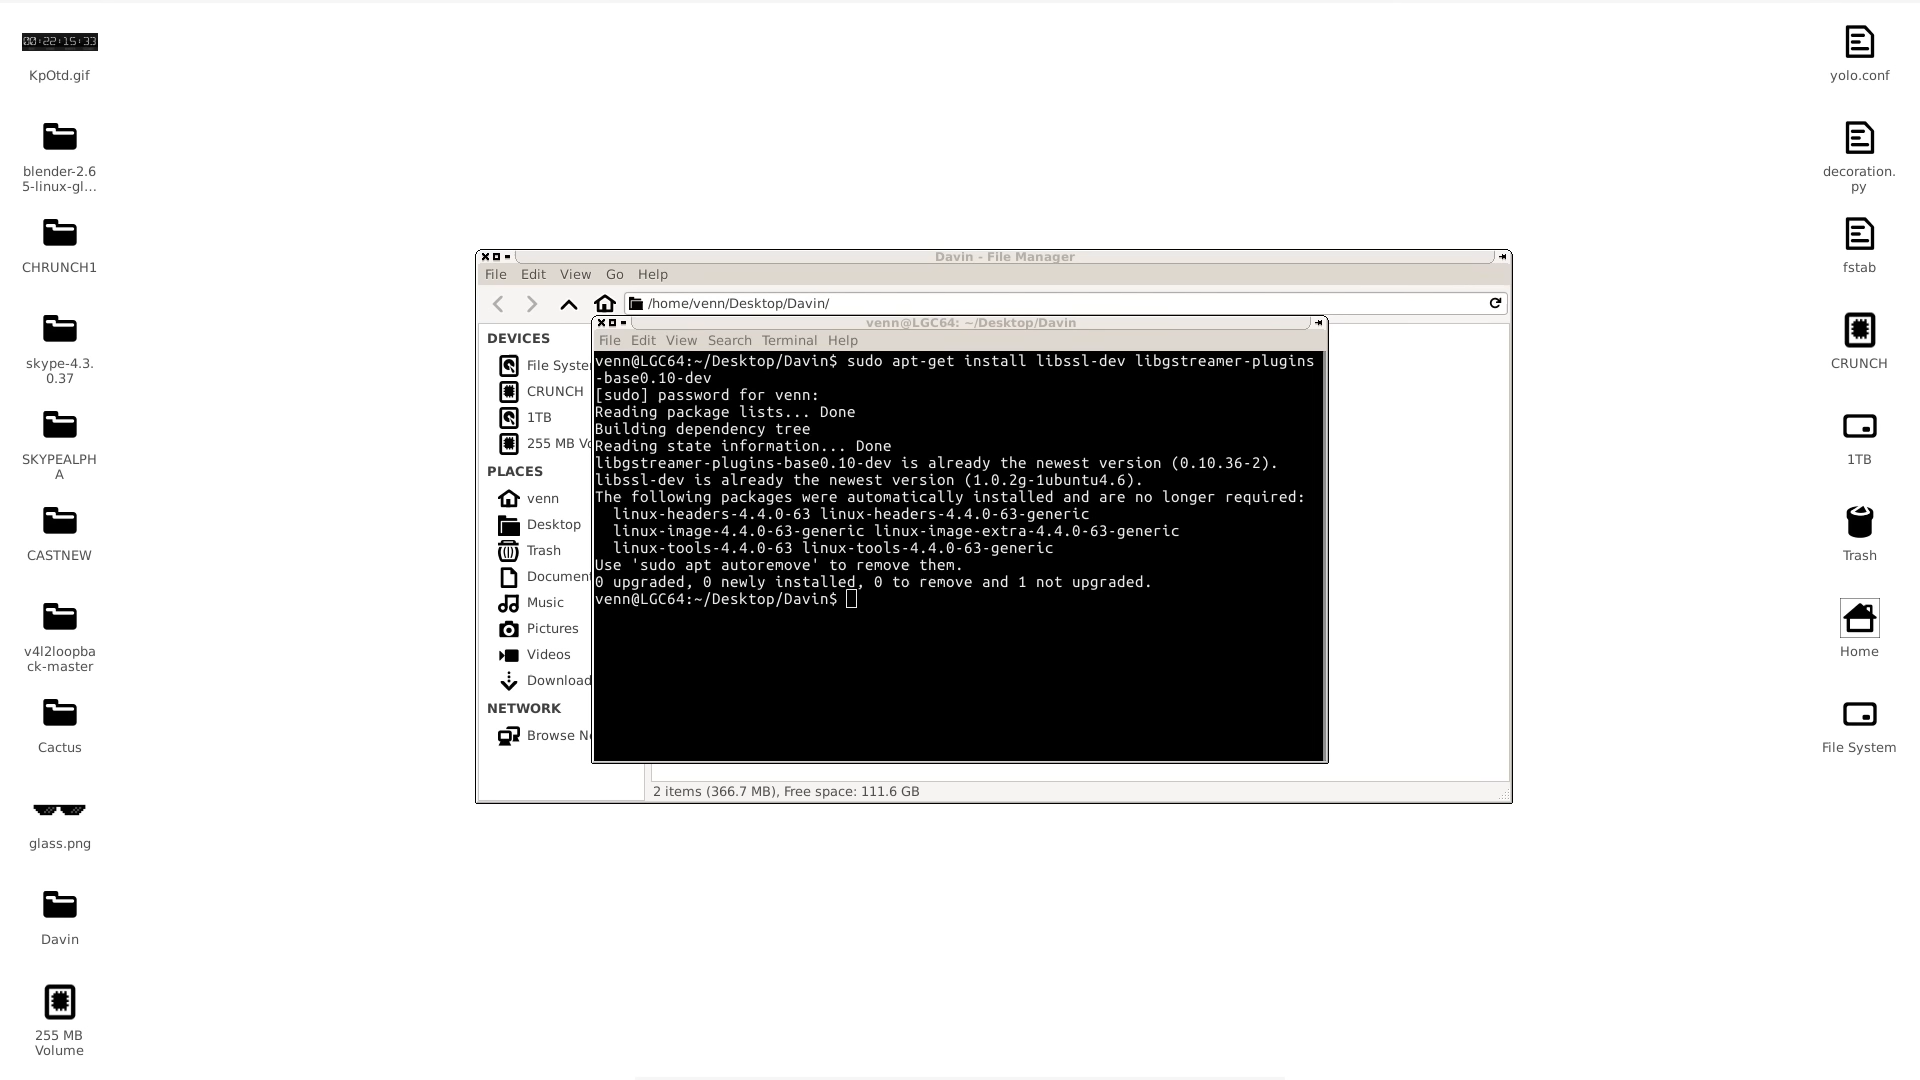 00:22:15:33
KpOtd.gif
blender-2.6
5-linux-gl...
CHRUNCH1
skype-4.3.
0.37
SKYPEALPH
A
CASTNEW
v4l2loopba
ck-master
Cactus
glass.png
Davin
255 MB
Volume
Davin - File Manager
File Edit View Go Help
/home/venn/Desktop/Davin/
DEVICES
File Syste
CRUNCH
1TB
255 MB Vo
PLACES
venn
Desktop
Trash
Documen
Music
Pictures
Videos
Download
NETWORK
Browse Ne
2 items (366.7 MB), Free space: 111.6 GB
venn@LGC64: ~/Desktop/Davin
File Edit View Search Terminal Help
venn@LGC64:~/Desktop/Davin$ sudo apt-get install libssl-dev libgstreamer-plugins
-base0.10-dev
[sudo] password for venn:
Reading package lists... Done
Building dependency tree
Reading state information... Done
libgstreamer-plugins-base0.10-dev is already the newest version (0.10.36-2).
libssl-dev is already the newest version (1.0.2g-1ubuntu4.6).
The following packages were automatically installed and are no longer required:
  linux-headers-4.4.0-63 linux-headers-4.4.0-63-generic
  linux-image-4.4.0-63-generic linux-image-extra-4.4.0-63-generic
  linux-tools-4.4.0-63 linux-tools-4.4.0-63-generic
Use 'sudo apt autoremove' to remove them.
0 upgraded, 0 newly installed, 0 to remove and 1 not upgraded.
venn@LGC64:~/Desktop/Davin$
yolo.conf
decoration.
py
fstab
CRUNCH
1TB
Trash
Home
File System